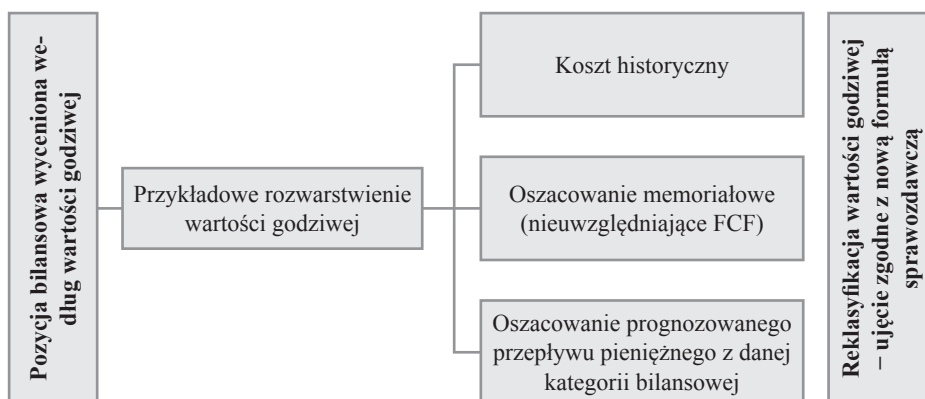 Pozycja bilansowa wyceniona we-
dług wartości godziwej
Przykładowe rozwarstwienie
wartości godziwej
Koszt historyczny
Oszacowanie memoriałowe
(nieuwzględniające FCF)
Oszacowanie prognozowanego
przepływu pieniężnego z danej
kategorii bilansowej
Reklasyfikacja wartości godziwej
– ujęcie zgodne z nową formułą
sprawozdawczą